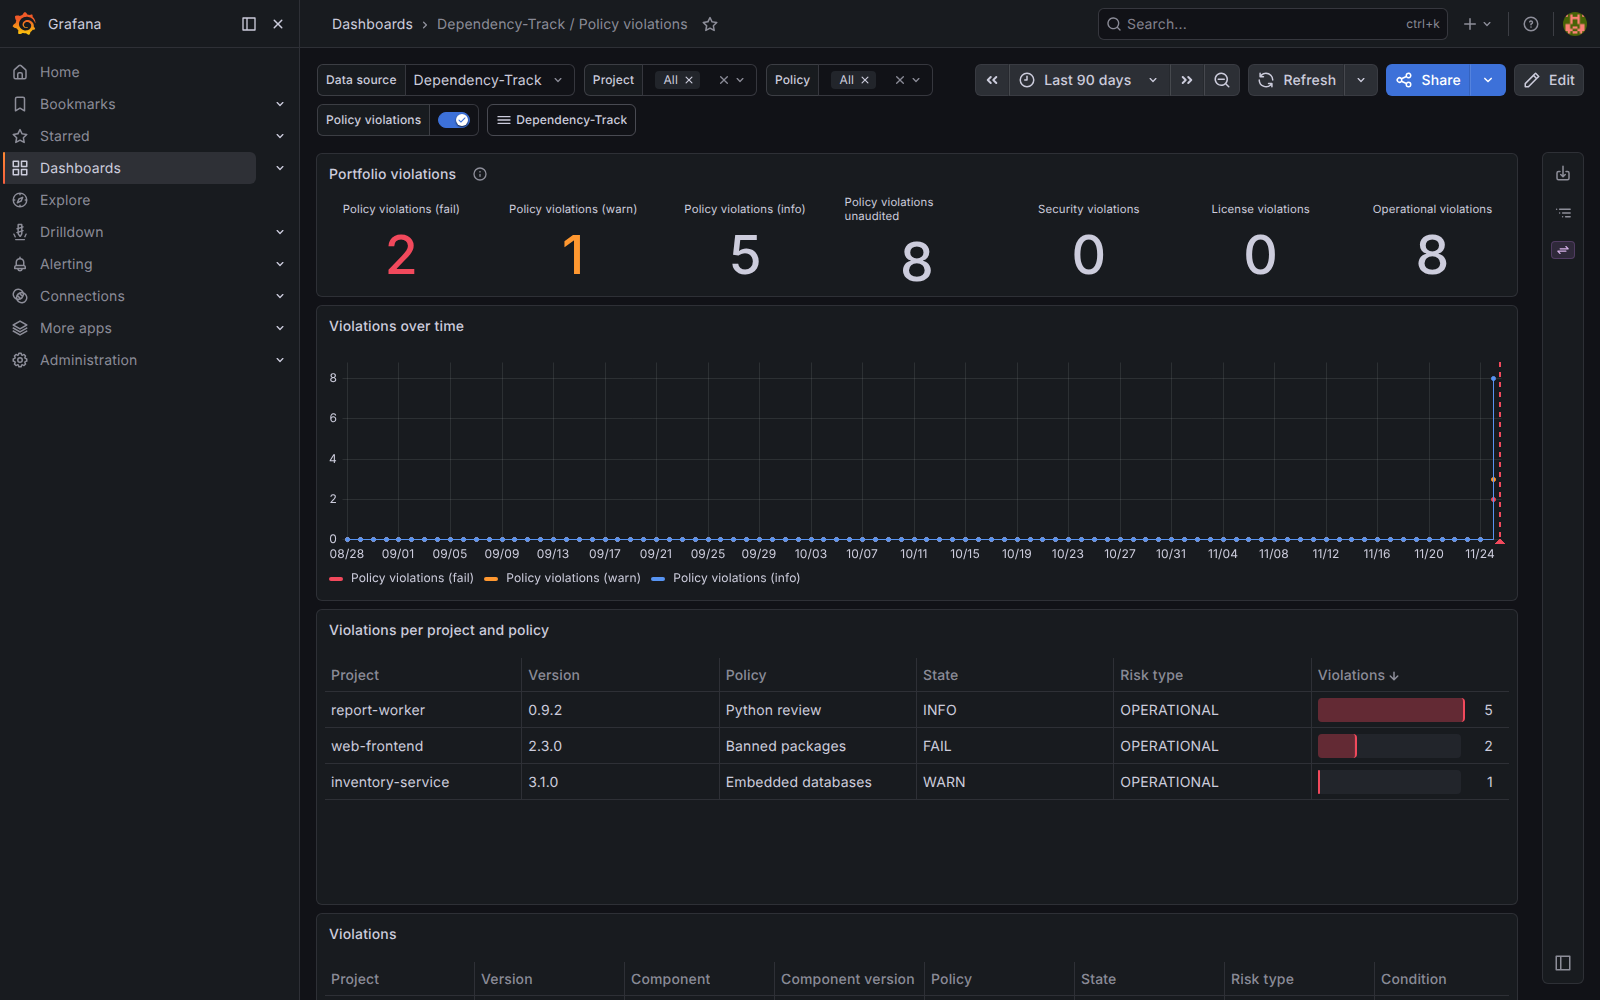 Grafana
Home
Bookmarks
Starred
Dashboards
Explore
Drilldown
Alerting
Connections
More apps
Administration
Dashboards › Dependency-Track / Policy violations
Search... ctrl+k
Data source Dependency-Track Project All Policy All Last 90 days Refresh Share Edit
Policy violations Dependency-Track
Portfolio violations
Policy violations (fail)
2
Policy violations (warn)
1
Policy violations (info)
5
Policy violations
unaudited
8
Security violations
0
License violations
0
Operational violations
8
Violations over time
8
6
4
2
0
08/28 09/01 09/05 09/09 09/13 09/17 09/21 09/25 09/29 10/03 10/07 10/11 10/15 10/19 10/23 10/27 10/31 11/04 11/08 11/12 11/16 11/20 11/24
Policy violations (fail) Policy violations (warn) Policy violations (info)
Violations per project and policy
Project Version Policy State Risk type Violations
report-worker 0.9.2 Python review INFO OPERATIONAL 5
web-frontend 2.3.0 Banned packages FAIL OPERATIONAL 2
inventory-service 3.1.0 Embedded databases WARN OPERATIONAL 1
Violations
Project Version Component Component version Policy State Risk type Condition